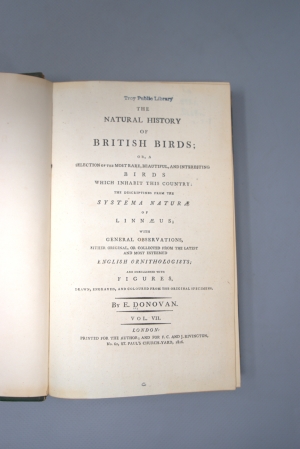 Troy Public Library
THE
NATURAL HISTORY
OF
BRITISH BIRDS;
OR, A
SELECTION OF THE MOST RARE, BEAUTIFUL, AND INTERESTING
BIRDS
WHICH INHABIT THIS COUNTRY:
THE DESCRIPTIONS FROM THE
SYSTEMA NATURÆ
OF
LINNÆUS;
WITH
GENERAL OBSERVATIONS,
EITHER ORIGINAL, OR COLLECTED FROM THE LATEST
AND MOST ESTEEMED
ENGLISH ORNITHOLOGISTS;
AND EMBELLISHED WITH
FIGURES,
DRAWN, ENGRAVED, AND COLOURED FROM THE ORIGINAL SPECIMENS.
By E. DONOVAN.
VOL. VII.
LONDON:
PRINTED FOR THE AUTHOR; AND FOR F. C. AND J. RIVINGTON,
No. 62, ST. PAUL'S CHURCH-YARD.